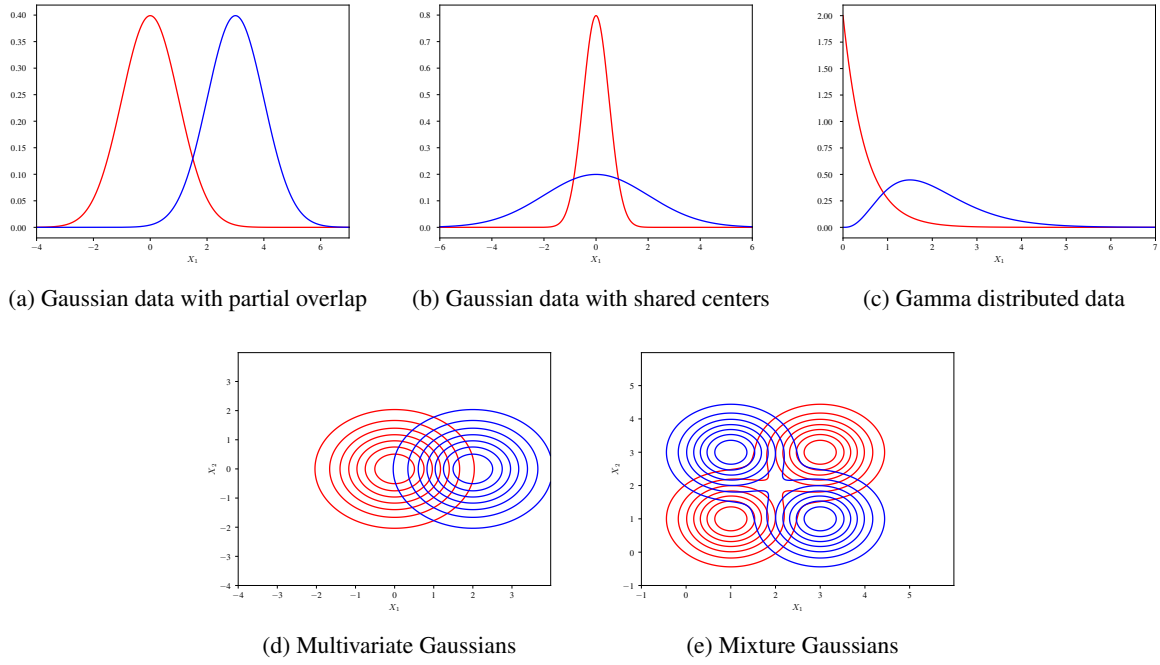 0.40
0.35
0.30
0.25
0.20
0.15
0.10
0.05
0.00
−4 −2 0 2 4 6
X₁
(a) Gaussian data with partial overlap
0.8
0.7
0.6
0.5
0.4
0.3
0.2
0.1
0.0
−6 −4 −2 0 2 4 6
X₁
(b) Gaussian data with shared centers
2.00
1.75
1.50
1.25
1.00
0.75
0.50
0.25
0.00
0 1 2 3 4 5 6 7
X₁
(c) Gamma distributed data
3
2
1
0
−1
−2
−3
−4
X₂
−4 −3 −2 −1 0 1 2 3
X₁
(d) Multivariate Gaussians
5
4
3
2
1
0
−1
X₂
−1 0 1 2 3 4 5
X₁
(e) Mixture Gaussians